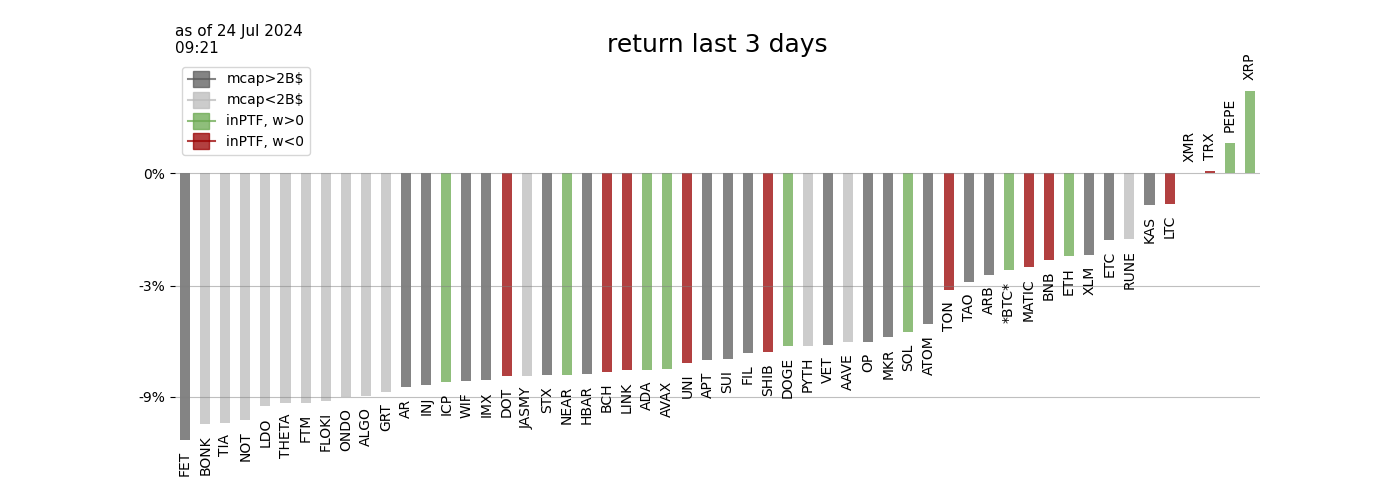 as of 24 Jul 2024
09:21
return last 3 days
mcap>2B$
mcap<2B$
inPTF, w>0
inPTF, w<0
0%
-3%
-9%
FET
BONK
TIA
NOT
LDO
THETA
FTM
FLOKI
ONDO
ALGO
GRT
AR
INJ
ICP
WIF
IMX
DOT
JASMY
STX
NEAR
HBAR
BCH
LINK
ADA
AVAX
UNI
APT
SUI
FIL
SHIB
DOGE
PYTH
VET
AAVE
OP
MKR
SOL
ATOM
TON
TAO
ARB
*BTC*
MATIC
BNB
ETH
XLM
ETC
RUNE
KAS
LTC
XMR
TRX
PEPE
XRP